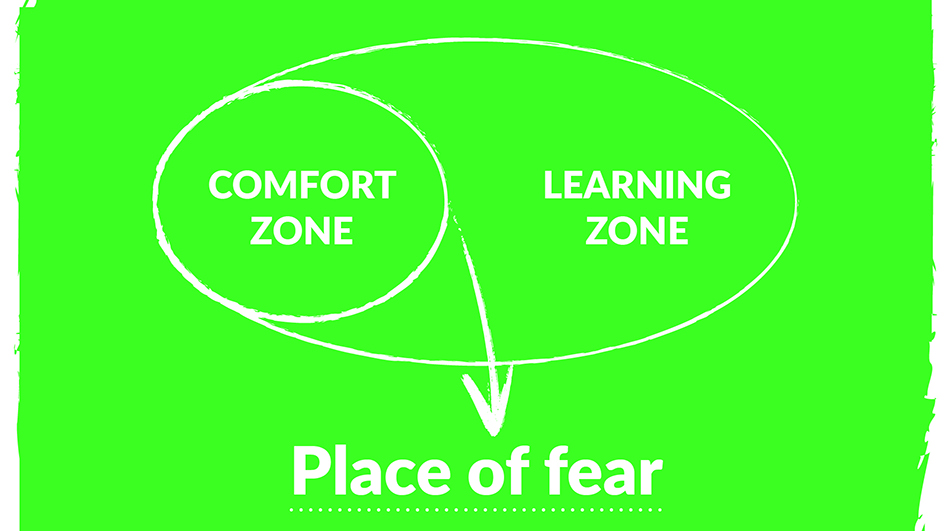 COMFORT
ZONE
LEARNING
ZONE
Place of fear